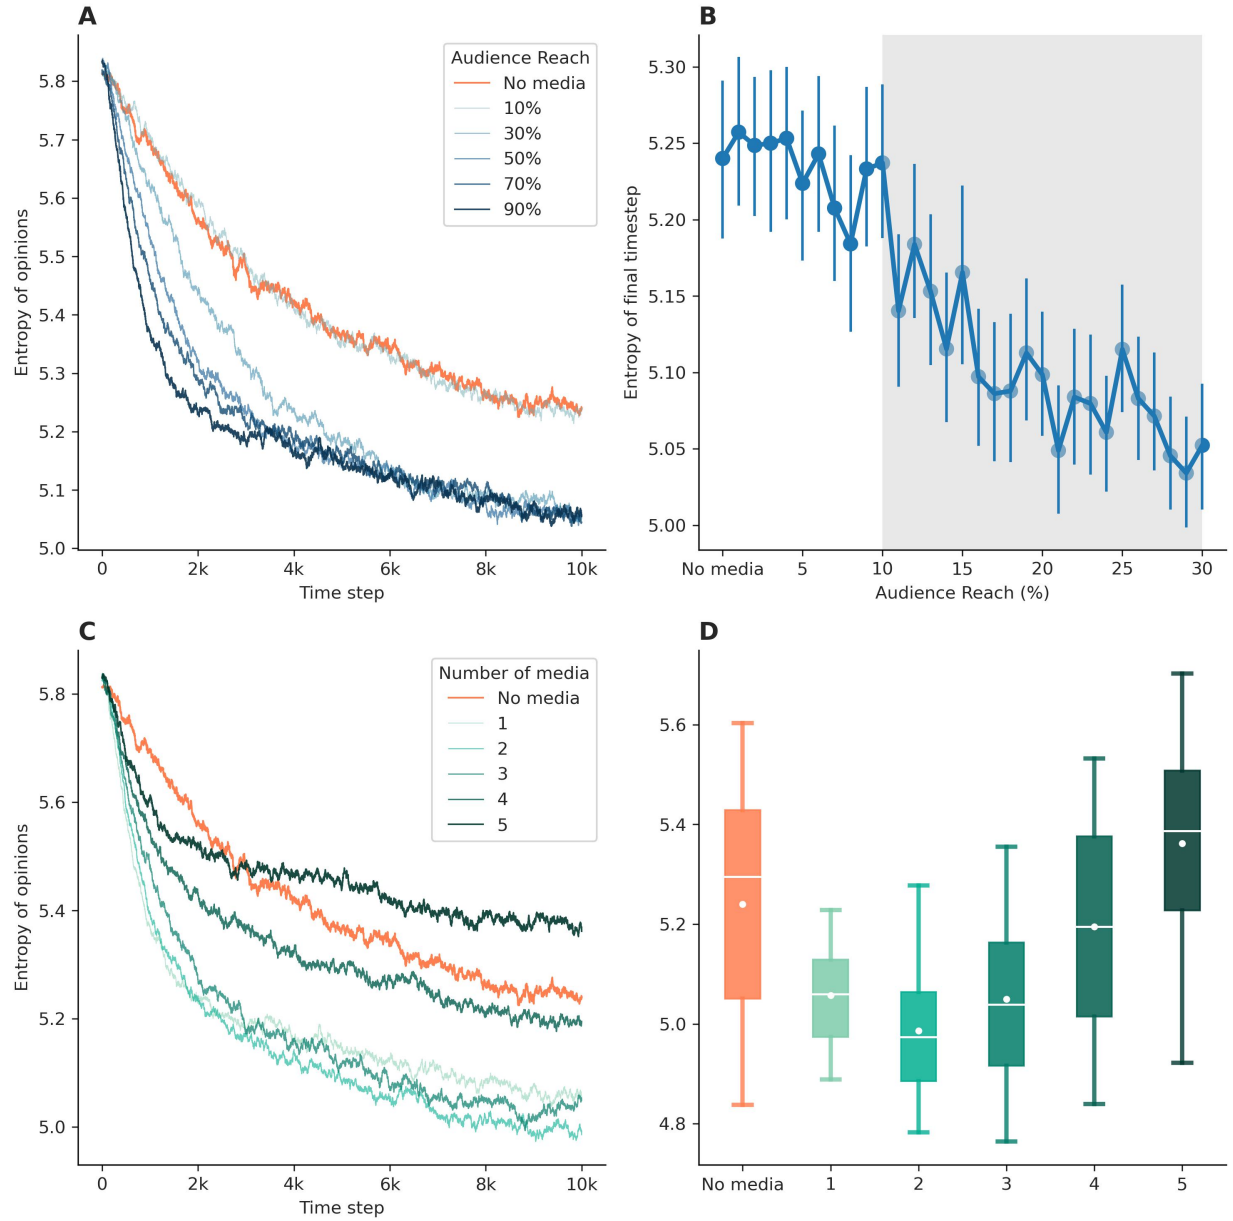 A
Entropy of opinions
5.8
5.7
5.6
5.5
5.4
5.3
5.2
5.1
5.0
Audience Reach
No media
10%
30%
50%
70%
90%
0 2k 4k 6k 8k 10k
Time step
B
Entropy of final timestep
5.30
5.25
5.20
5.15
5.10
5.05
5.00
No media 5 10 15 20 25 30
Audience Reach (%)
C
Entropy of opinions
5.8
5.6
5.4
5.2
5.0
Number of media
No media
1
2
3
4
5
0 2k 4k 6k 8k 10k
Time step
D
5.6
5.4
5.2
5.0
4.8
No media 1 2 3 4 5